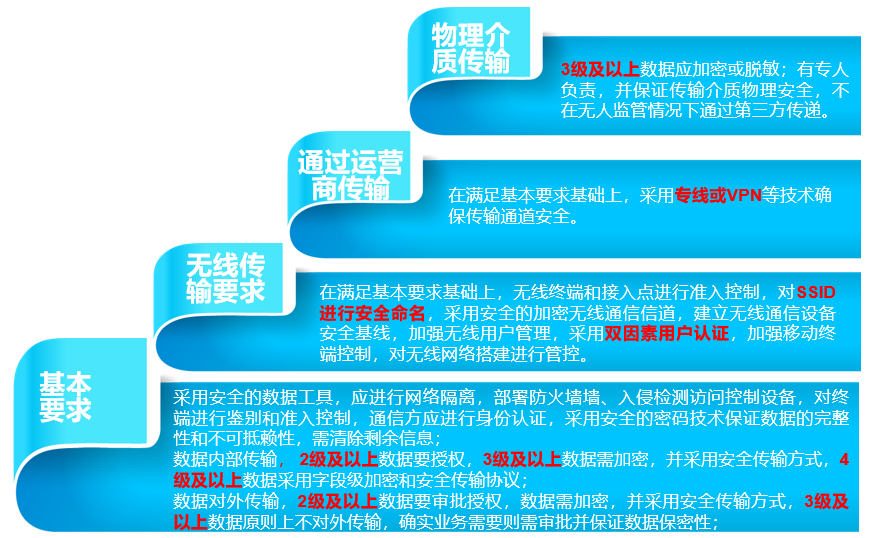 物理介
质传输
3级及以上数据应加密或脱敏；有专人
负责，并保证传输介质物理安全，不
在无人监管情况下通过第三方传递。
通过运营
商传输
在满足基本要求基础上，采用专线或VPN等技术确
保传输通道安全。
无线传
输要求
在满足基本要求基础上，无线终端和接入点进行准入控制，对SSID
进行安全命名，采用安全的加密无线通信信道，建立无线通信设备
安全基线，加强无线用户管理，采用双因素用户认证，加强移动终
端控制，对无线网络搭建进行管控。
基本
要求
采用安全的数据工具，应进行网络隔离，部署防火墙墙、入侵检测访问控制设备，对终
端进行鉴别和准入控制，通信方应进行身份认证，采用安全的密码技术保证数据的完整
性和不可抵赖性，需清除剩余信息；
数据内部传输， 2级及以上数据要授权，3级及以上数据需加密，并采用安全传输方式，4
级及以上数据采用字段级加密和安全传输协议；
数据对外传输，2级及以上数据要审批授权，数据需加密，并采用安全传输方式，3级及
以上数据原则上不对外传输，确实业务需要则需审批并保证数据保密性；